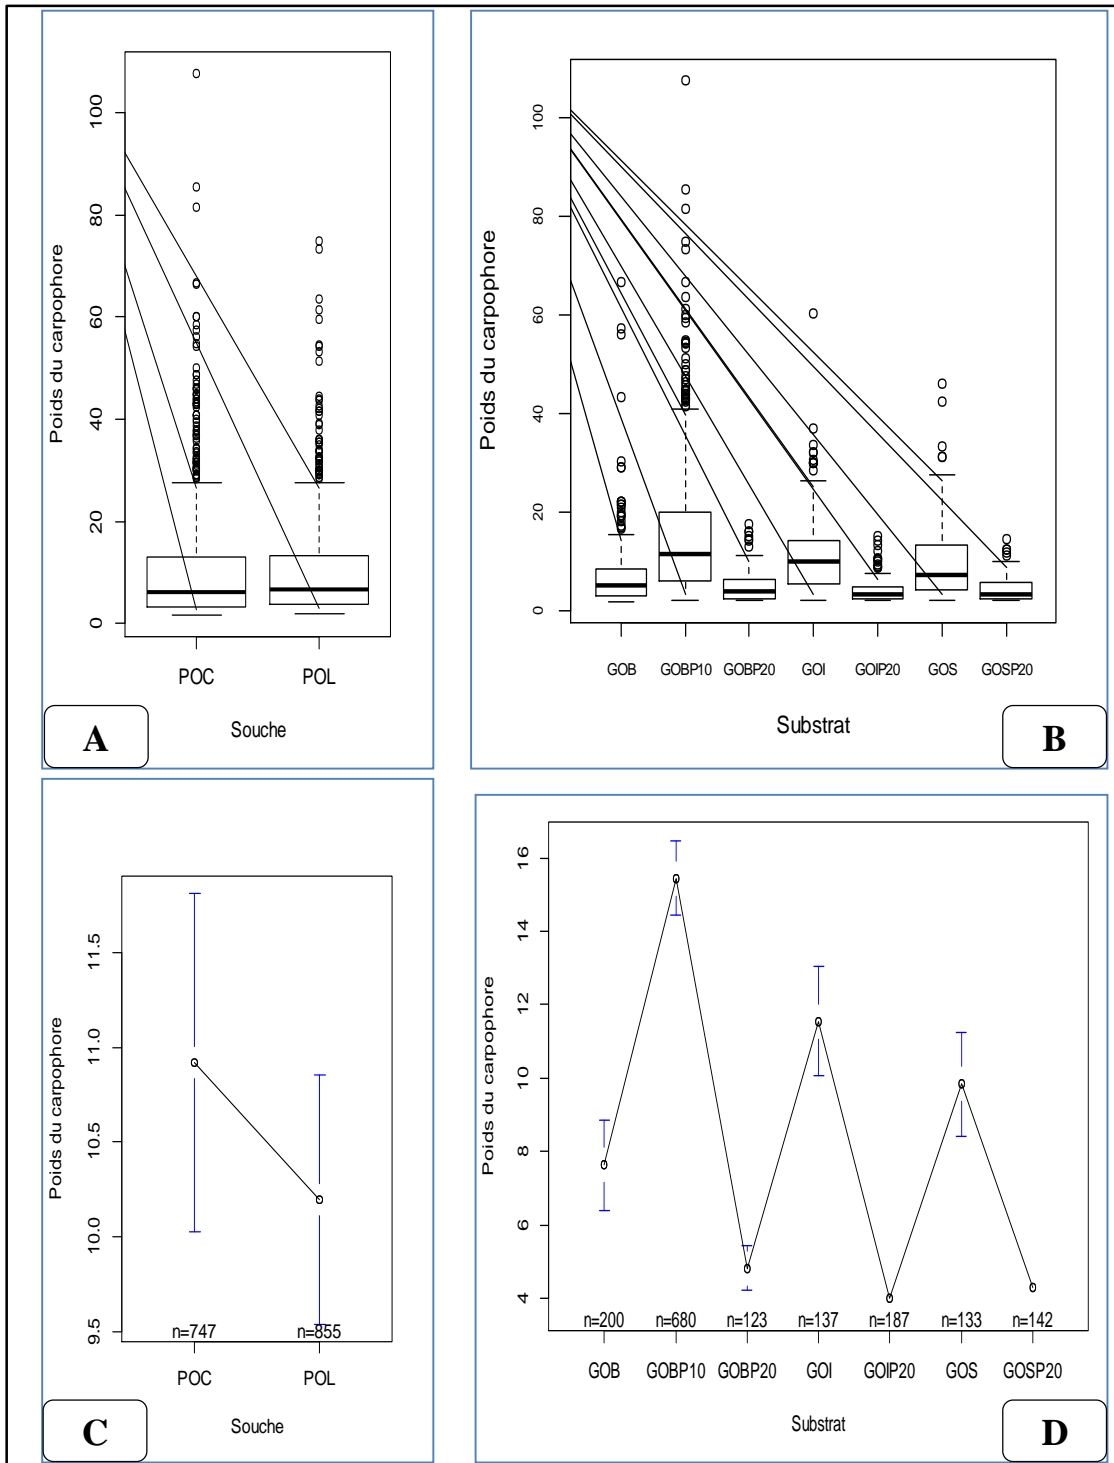 Poids du carpophore
100
80
60
40
20
0
POC POL
Souche
A
Poids du carpophore
100
80
60
40
20
0
GOB GOBP10 GOBP20 GOI GOIP20 GOS GOSP20
Substrat
B
Poids du carpophore
11.5
11.0
10.5
10.0
9.5
n=747 n=855
POC POL
Souche
C
Poids du carpophore
16
14
12
10
8
6
4
n=200 n=680 n=123 n=137 n=187 n=133 n=142
GOB GOBP10 GOBP20 GOI GOIP20 GOS GOSP20
Substrat
D